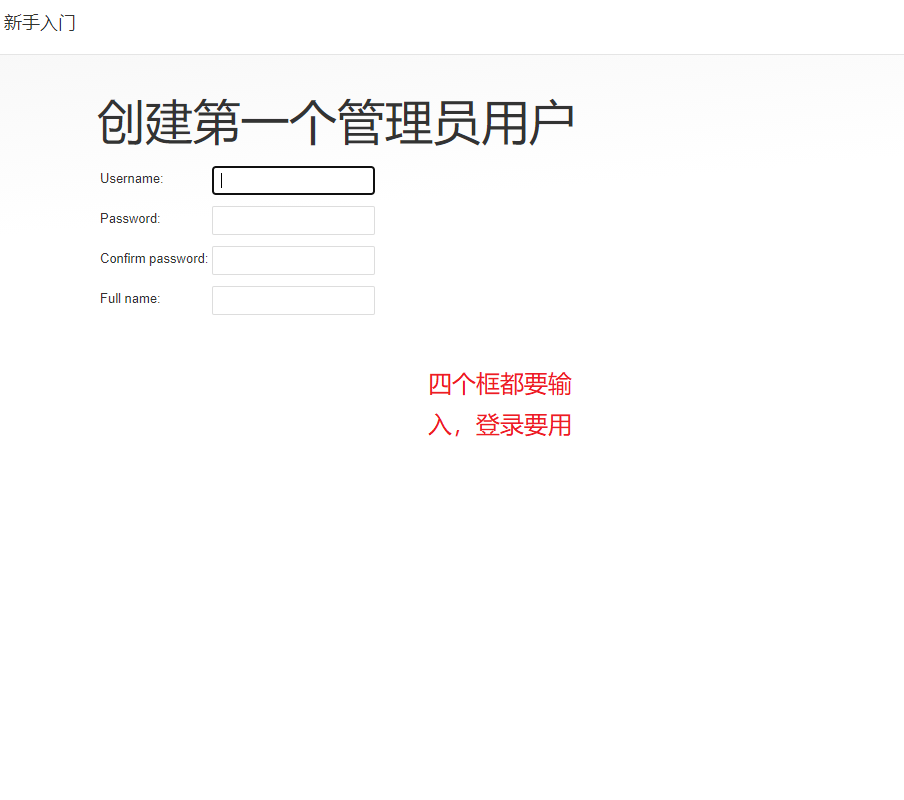 新手入门
创建第一个管理员用户
Username:
Password:
Confirm password:
Full name:
四个框都要输
入，登录要用